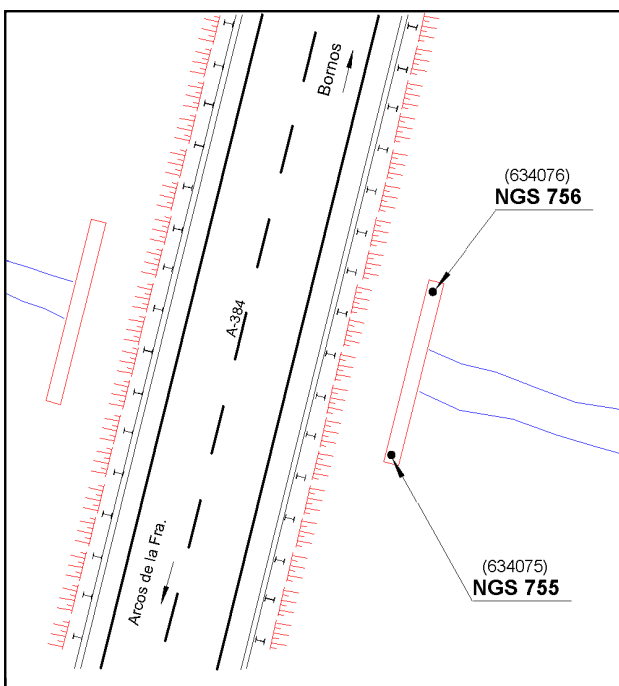 Bornos
(634076)
NGS 756
A-384
Arcos de la Fra.
(634075)
NGS 755